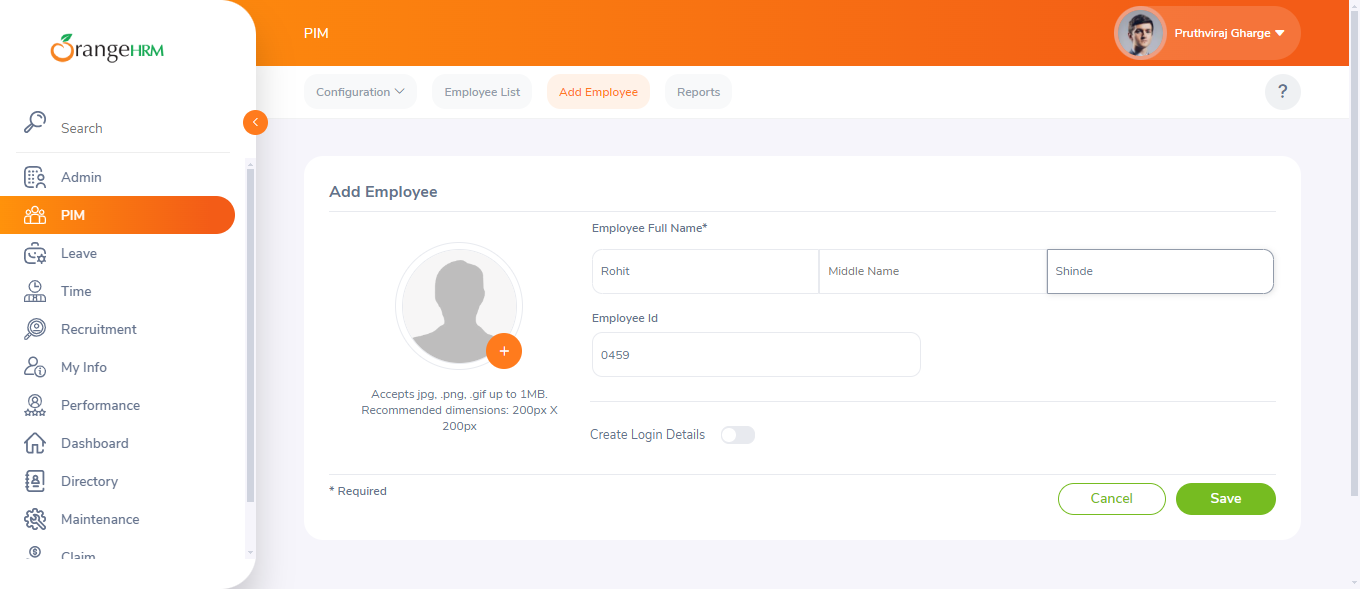 OrangeHRM
PIM
Pruthviraj Gharge
Configuration
Employee List
Add Employee
Reports
?
Search
Admin
PIM
Leave
Time
Recruitment
My Info
Performance
Dashboard
Directory
Maintenance
Claim
Add Employee
Accepts jpg, .png, .gif up to 1MB.
Recommended dimensions: 200px X
200px
Employee Full Name*
Rohit
Middle Name
Shinde
Employee Id
0459
Create Login Details
* Required
Cancel
Save